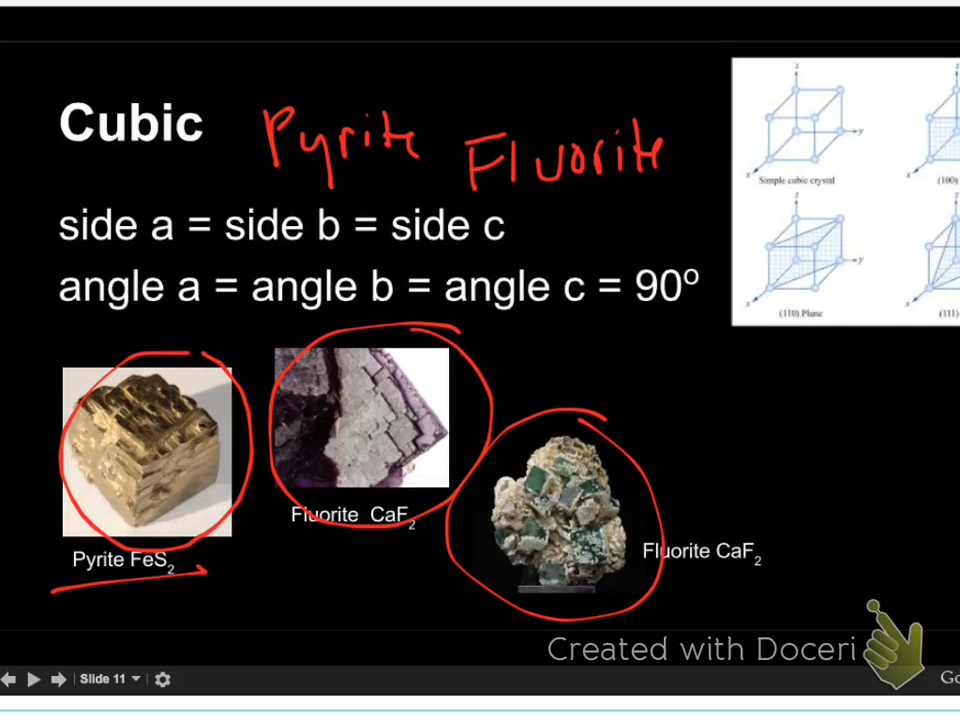 Cubic
Pyrite Fluorite
side a = side b = side c
angle a = angle b = angle c = 90º
z
y
x
Simple cubic crystal
z
x
(100)
z
y
x
(110) Plane
z
x
(111)
Pyrite FeS₂
Fluorite CaF₂
Fluorite CaF₂
Created with Doceri
Slide 11
Go